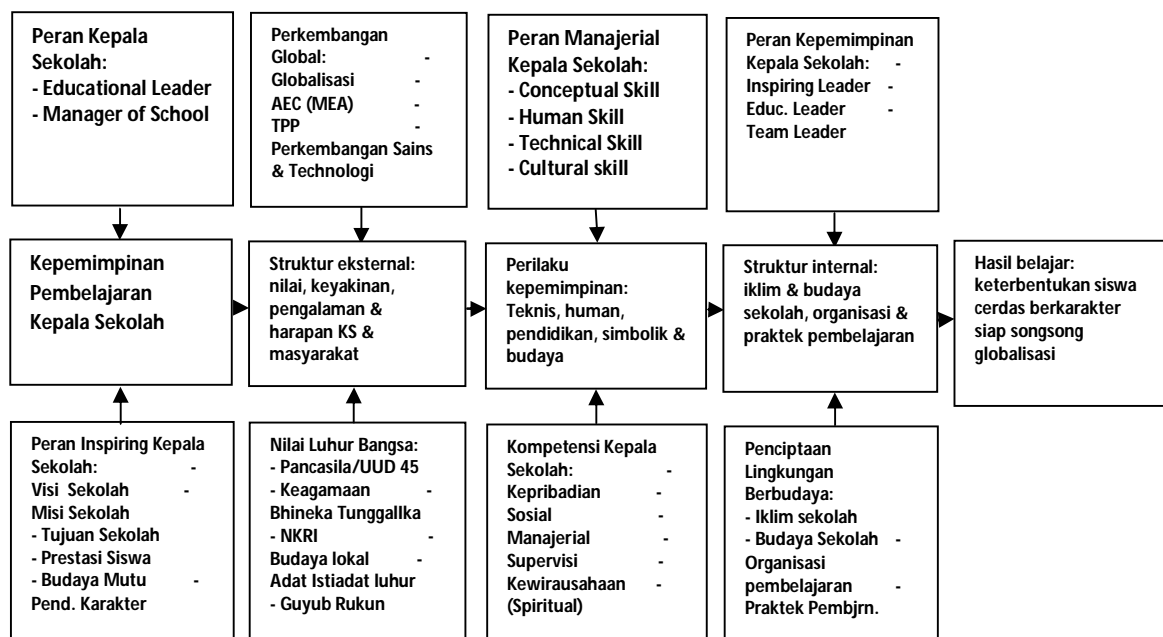 Peran Kepala
Sekolah:
- Educational Leader
- Manager of School
Perkembangan
Global: -
Globalisasi -
AEC (MEA) -
TPP -
Perkembangan Sains
& Technologi
Peran Manajerial
Kepala Sekolah:
- Conceptual Skill
- Human Skill
- Technical Skill
- Cultural skill
Peran Kepemimpinan
Kepala Sekolah: -
Inspiring Leader -
Educ. Leader -
Team Leader
Kepemimpinan
Pembelajaran
Kepala Sekolah
Struktur eksternal:
nilai, keyakinan,
pengalaman &
harapan KS &
masyarakat
Perilaku
kepemimpinan:
Teknis, human,
pendidikan, simbolik &
budaya
Struktur internal:
iklim & budaya
sekolah, organisasi &
praktek pembelajaran
Hasil belajar:
keterbentukan siswa
cerdas berkarakter
siap songsong
globalisasi
Peran Inspiring Kepala
Sekolah: -
Visi Sekolah -
Misi Sekolah
- Tujuan Sekolah
- Prestasi Siswa
- Budaya Mutu -
Pend. Karakter
Nilai Luhur Bangsa:
- Pancasila/UUD 45
- Keagamaan -
Bhineka TunggalIka
- NKRI -
Budaya lokal -
Adat Istiadat luhur
- Guyub Rukun
Kompetensi Kepala
Sekolah: -
Kepribadian -
Sosial -
Manajerial -
Supervisi -
Kewirausahaan -
(Spiritual)
Penciptaan
Lingkungan
Berbudaya:
- Iklim sekolah
- Budaya Sekolah -
Organisasi
pembelajaran -
Praktek Pembjrn.